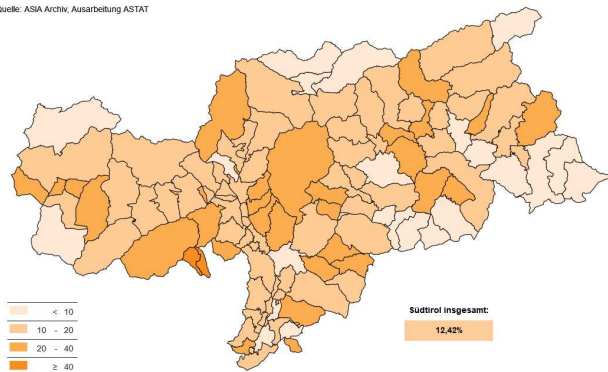 Quelle: ASIA Archiv, Ausarbeitung ASTAT
< 10
10 - 20
20 - 40
≥ 40
Südtirol insgesamt:
12,42%